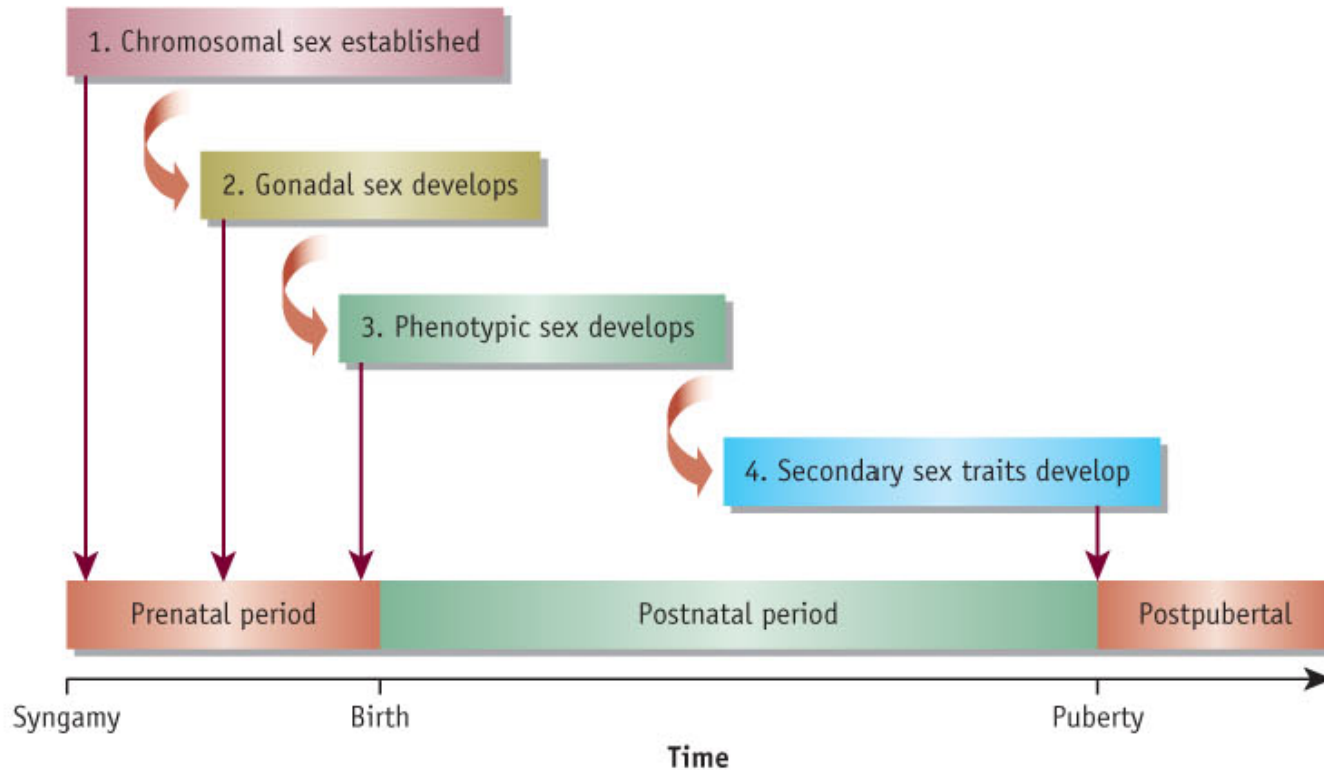 1. Chromosomal sex established
2. Gonadal sex develops
3. Phenotypic sex develops
4. Secondary sex traits develop
Prenatal period
Postnatal period
Postpubertal
Syngamy
Birth
Puberty
Time